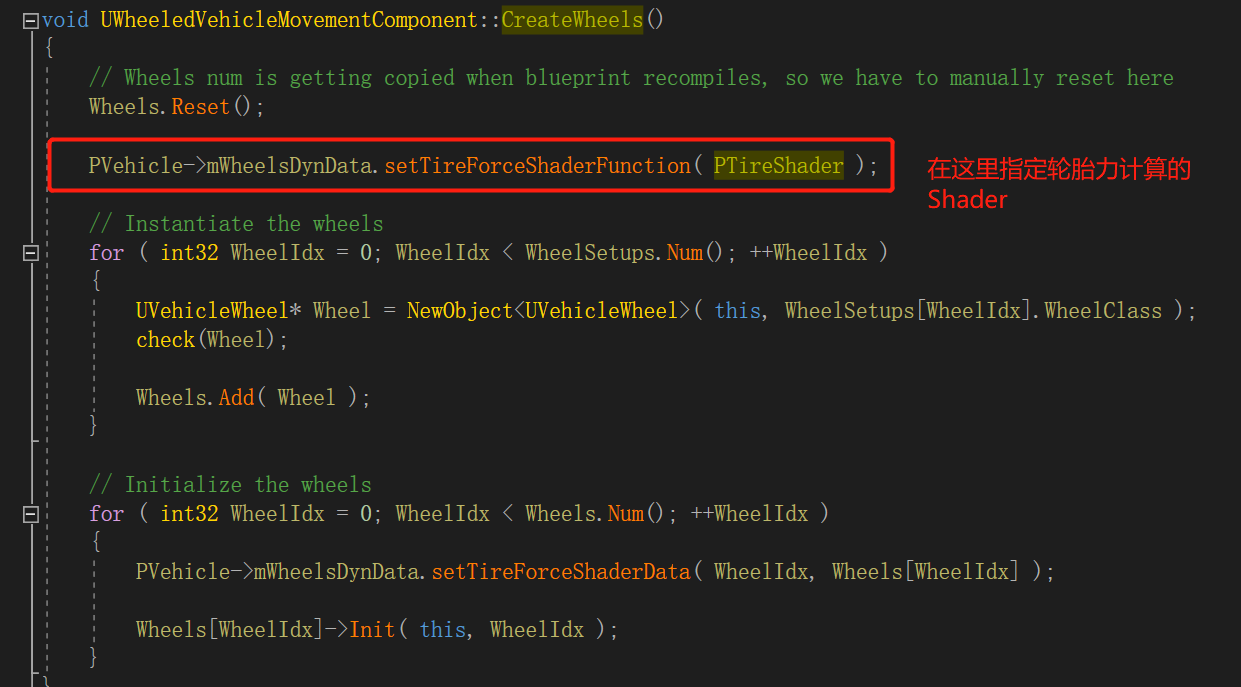 void UWheeledVehicleMovementComponent::CreateWheels()
{
// Wheels num is getting copied when blueprint recompiles, so we have to manually reset here
Wheels.Reset();
PVehicle->mWheelsDynData.setTireForceShaderFunction( PTireShader );
在这里指定轮胎力计算的
Shader
// Instantiate the wheels
for ( int32 WheelIdx = 0; WheelIdx < WheelSetups.Num(); ++WheelIdx )
{
UVehicleWheel* Wheel = NewObject<UVehicleWheel>( this, WheelSetups[WheelIdx].WheelClass );
check(Wheel);
Wheels.Add( Wheel );
}
// Initialize the wheels
for ( int32 WheelIdx = 0; WheelIdx < Wheels.Num(); ++WheelIdx )
{
PVehicle->mWheelsDynData.setTireForceShaderData( WheelIdx, Wheels[WheelIdx] );
Wheels[WheelIdx]->Init( this, WheelIdx );
}
}